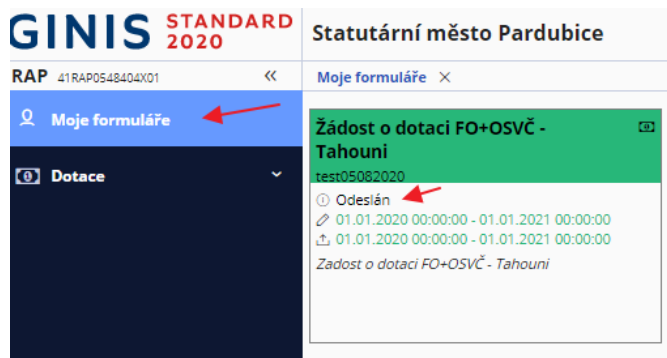 GINIS STANDARD 2020
Statutární město Pardubice
RAP 41RAP0548404X01 «
Moje formuláře ×
Moje formuláře
Dotace
Žádost o dotaci FO+OSVČ -
Tahouni
test05082020
Odeslán
01.01.2020 00:00:00 - 01.01.2021 00:00:00
01.01.2020 00:00:00 - 01.01.2021 00:00:00
Zadost o dotaci FO+OSVČ - Tahouni